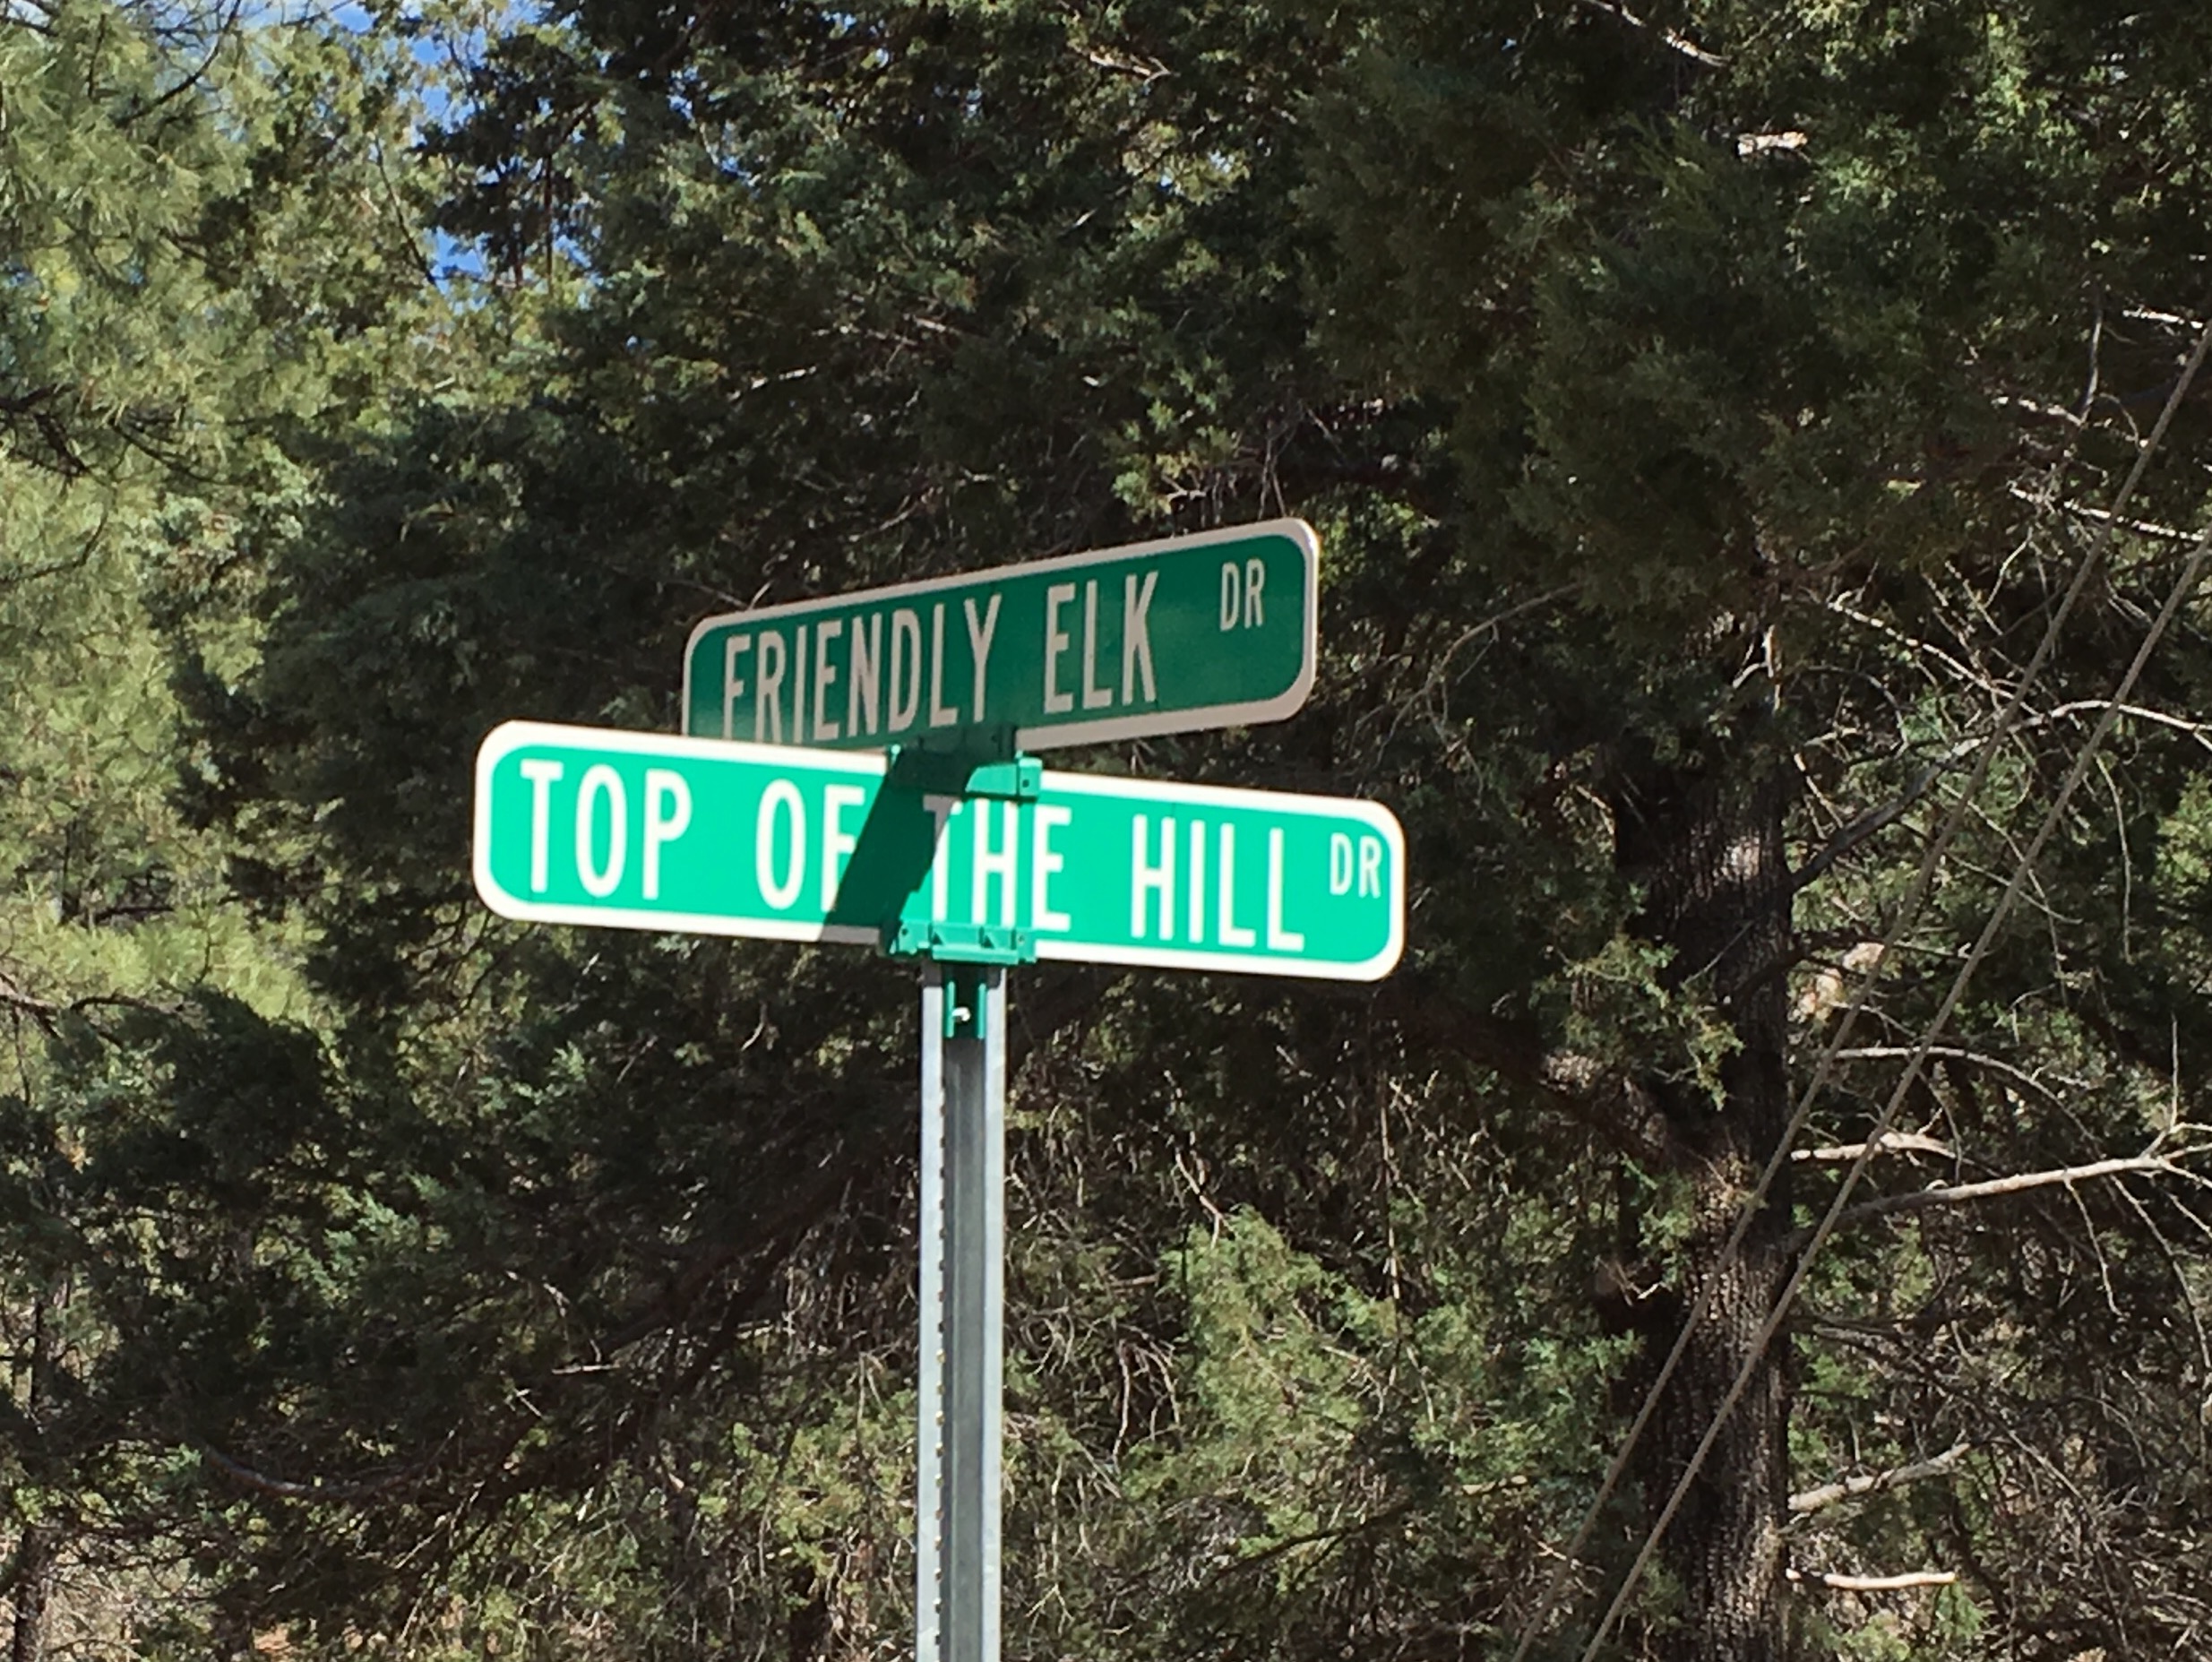 FRIENDLY ELK DR
TOP OF THE HILL DR